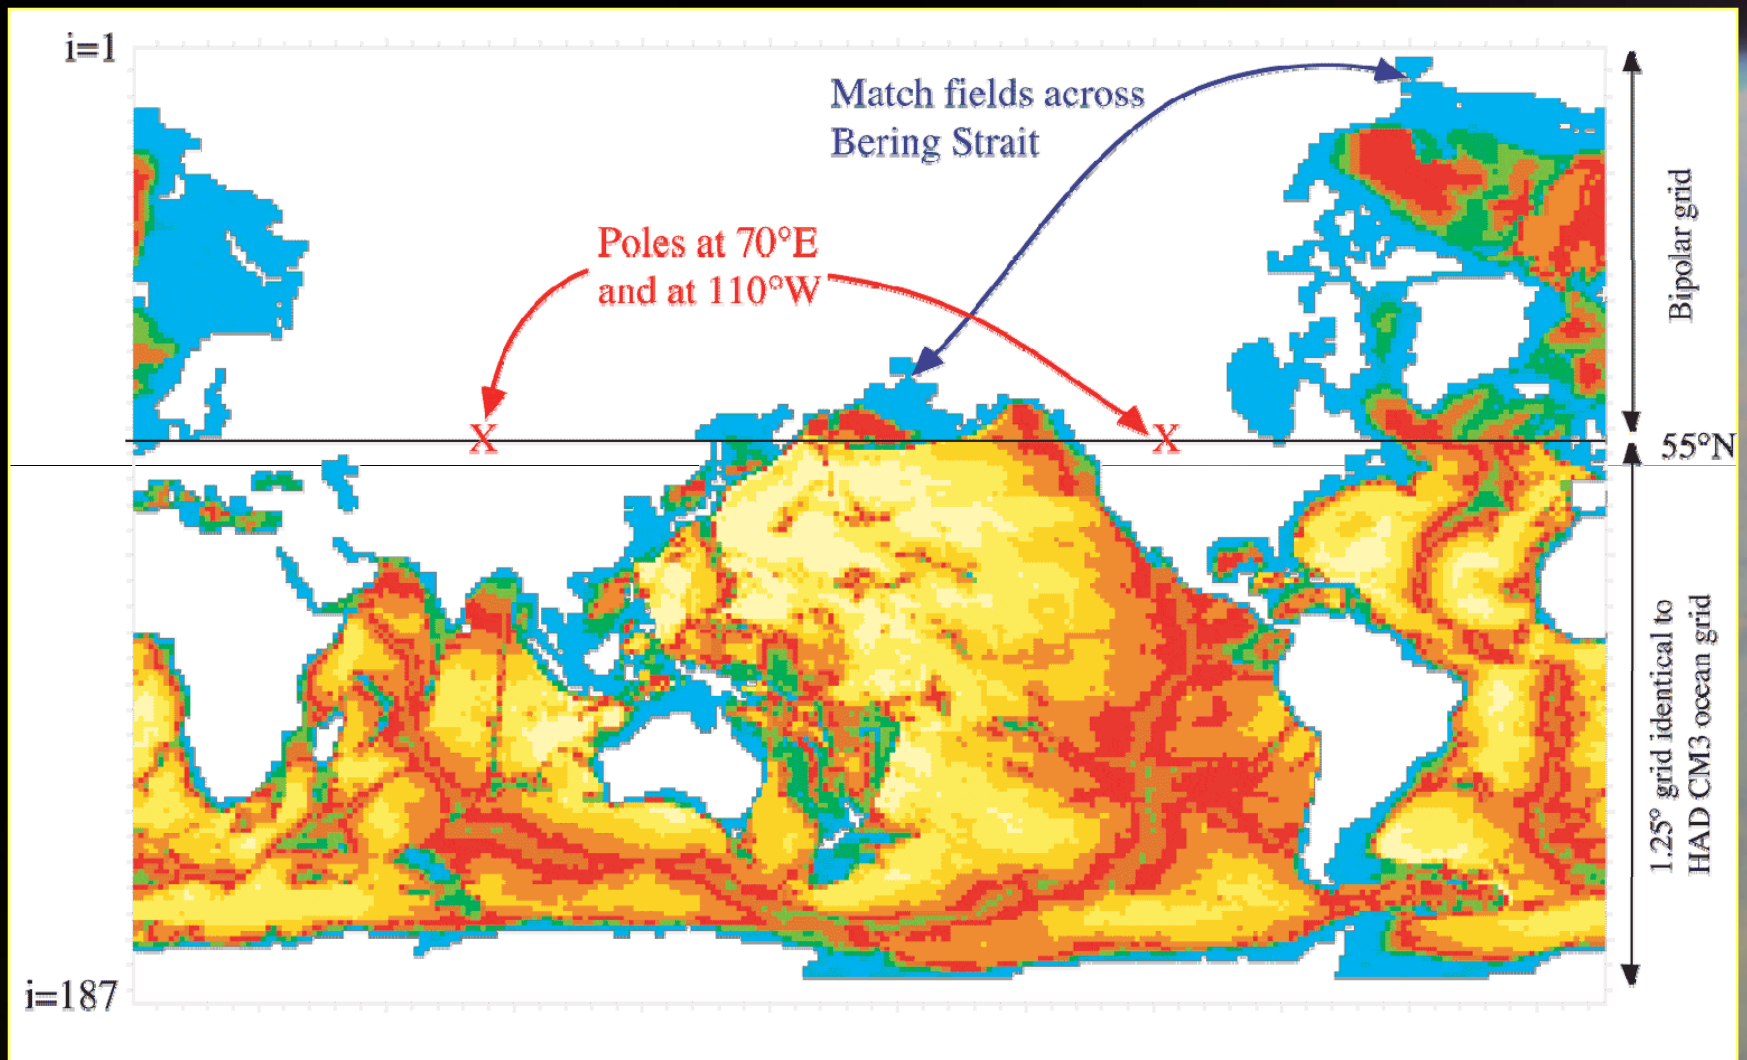 i=1
Match fields across
Bering Strait
Poles at 70°E
and at 110°W
X
X
Bipolar grid
55°N
1.25° grid identical to
HAD CM3 ocean grid
i=187